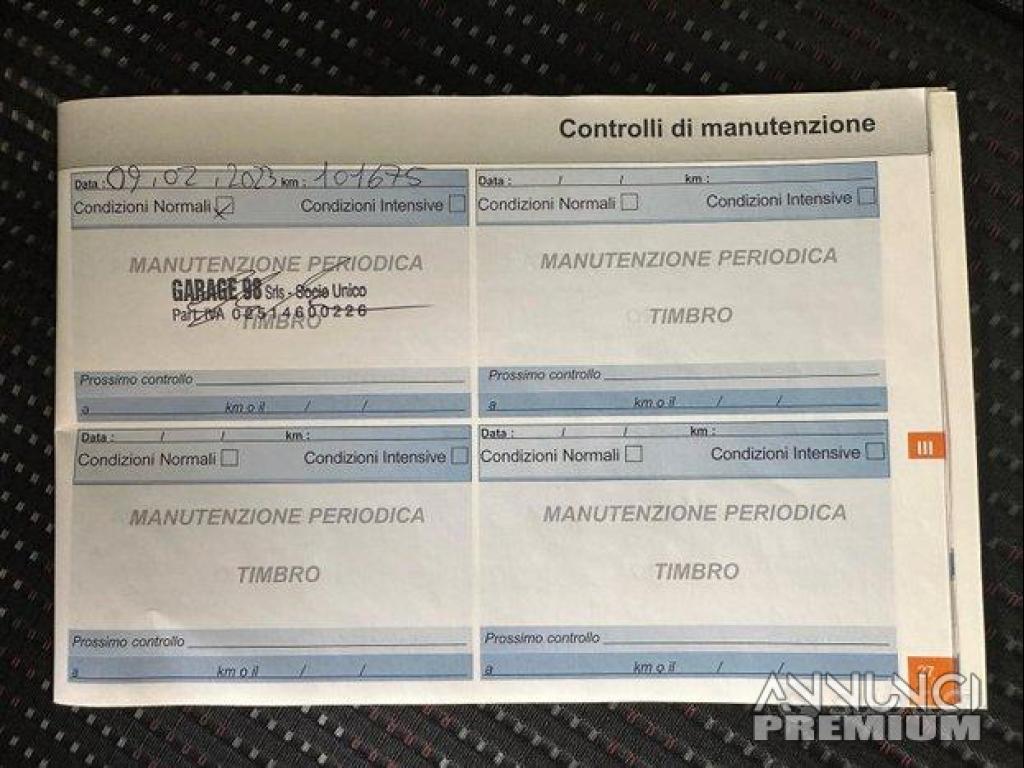 Controlli di manutenzione
Data : 09 . 02 . 2023 km : 101675
Condizioni Normali Condizioni Intensive
MANUTENZIONE PERIODICA
GARAGE 98 Srls - Socio Unico
Part. IVA 02514600226
TIMBRO
Prossimo controllo
a km o il / /
Data : / / km :
Condizioni Normali Condizioni Intensive
MANUTENZIONE PERIODICA
TIMBRO
Prossimo controllo
a km o il / /
Data : / / km :
Condizioni Normali Condizioni Intensive
MANUTENZIONE PERIODICA
TIMBRO
Prossimo controllo
a km o il / /
Data : / / km :
Condizioni Normali Condizioni Intensive
MANUTENZIONE PERIODICA
TIMBRO
Prossimo controllo
a km o il / /
III
27
ANNUNCI
PREMIUM